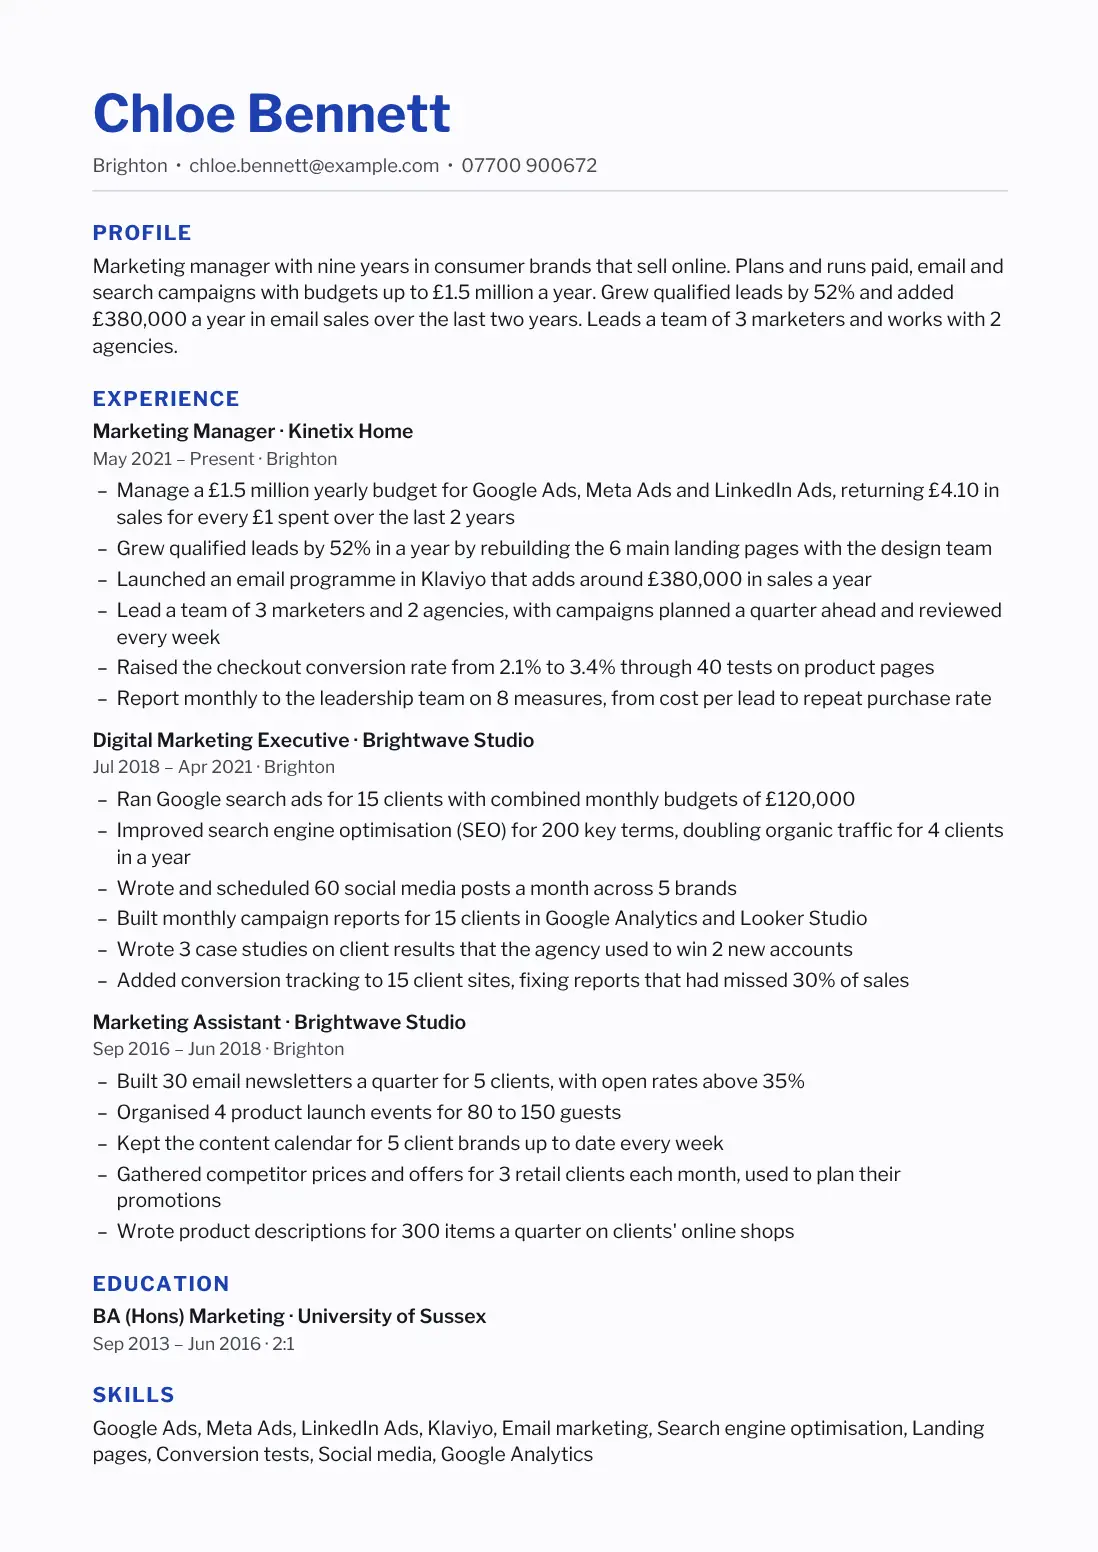 Chloe Bennett
Brighton • chloe.bennett@example.com • 07700 900672
PROFILE
Marketing manager with nine years in consumer brands that sell online. Plans and runs paid, email and
search campaigns with budgets up to £1.5 million a year. Grew qualified leads by 52% and added
£380,000 a year in email sales over the last two years. Leads a team of 3 marketers and works with 2
agencies.
EXPERIENCE
Marketing Manager · Kinetix Home
May 2021 – Present · Brighton
– Manage a £1.5 million yearly budget for Google Ads, Meta Ads and LinkedIn Ads, returning £4.10 in
sales for every £1 spent over the last 2 years
– Grew qualified leads by 52% in a year by rebuilding the 6 main landing pages with the design team
– Launched an email programme in Klaviyo that adds around £380,000 in sales a year
– Lead a team of 3 marketers and 2 agencies, with campaigns planned a quarter ahead and reviewed
every week
– Raised the checkout conversion rate from 2.1% to 3.4% through 40 tests on product pages
– Report monthly to the leadership team on 8 measures, from cost per lead to repeat purchase rate
Digital Marketing Executive · Brightwave Studio
Jul 2018 – Apr 2021 · Brighton
– Ran Google search ads for 15 clients with combined monthly budgets of £120,000
– Improved search engine optimisation (SEO) for 200 key terms, doubling organic traffic for 4 clients
in a year
– Wrote and scheduled 60 social media posts a month across 5 brands
– Built monthly campaign reports for 15 clients in Google Analytics and Looker Studio
– Wrote 3 case studies on client results that the agency used to win 2 new accounts
– Added conversion tracking to 15 client sites, fixing reports that had missed 30% of sales
Marketing Assistant · Brightwave Studio
Sep 2016 – Jun 2018 · Brighton
– Built 30 email newsletters a quarter for 5 clients, with open rates above 35%
– Organised 4 product launch events for 80 to 150 guests
– Kept the content calendar for 5 client brands up to date every week
– Gathered competitor prices and offers for 3 retail clients each month, used to plan their
promotions
– Wrote product descriptions for 300 items a quarter on clients' online shops
EDUCATION
BA (Hons) Marketing · University of Sussex
Sep 2013 – Jun 2016 · 2:1
SKILLS
Google Ads, Meta Ads, LinkedIn Ads, Klaviyo, Email marketing, Search engine optimisation, Landing
pages, Conversion tests, Social media, Google Analytics